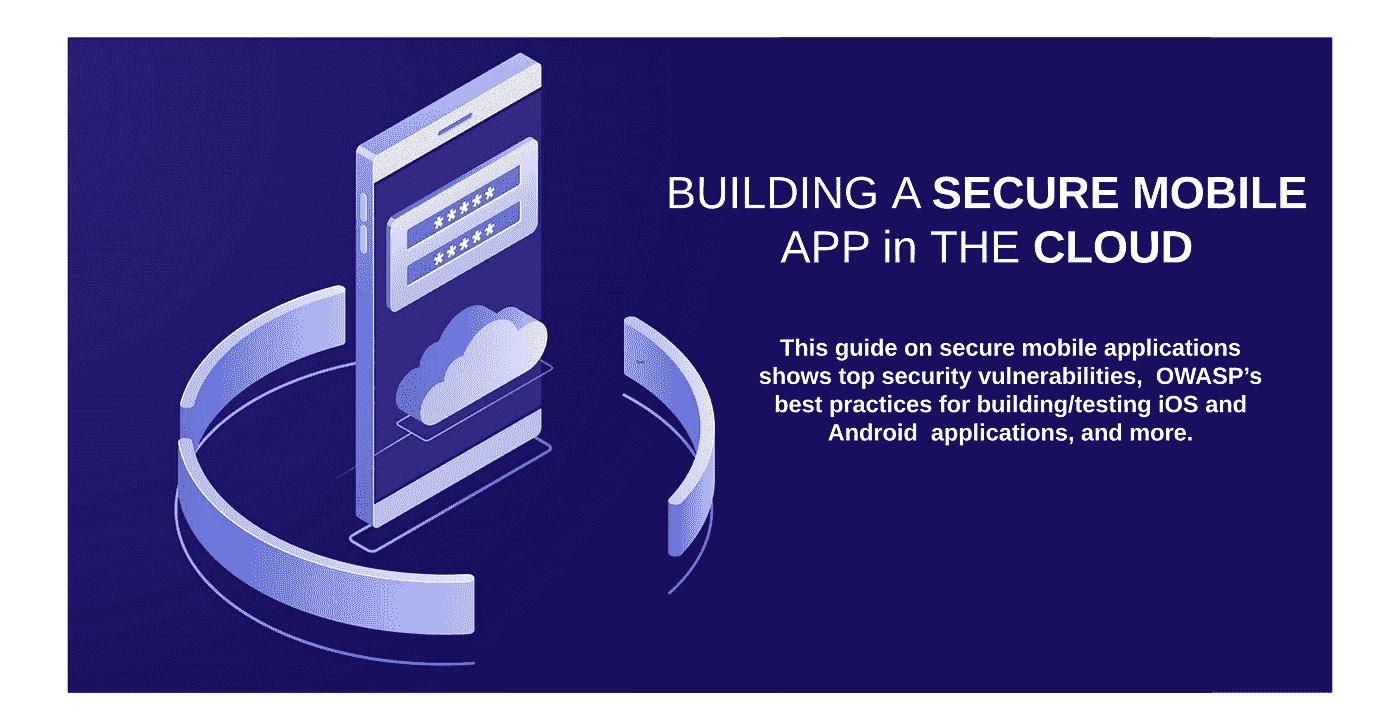 *****
*****
BUILDING A SECURE MOBILE
APP in THE CLOUD
This guide on secure mobile applications
shows top security vulnerabilities,  OWASP’s
best practices for building/testing iOS and
Android  applications, and more.